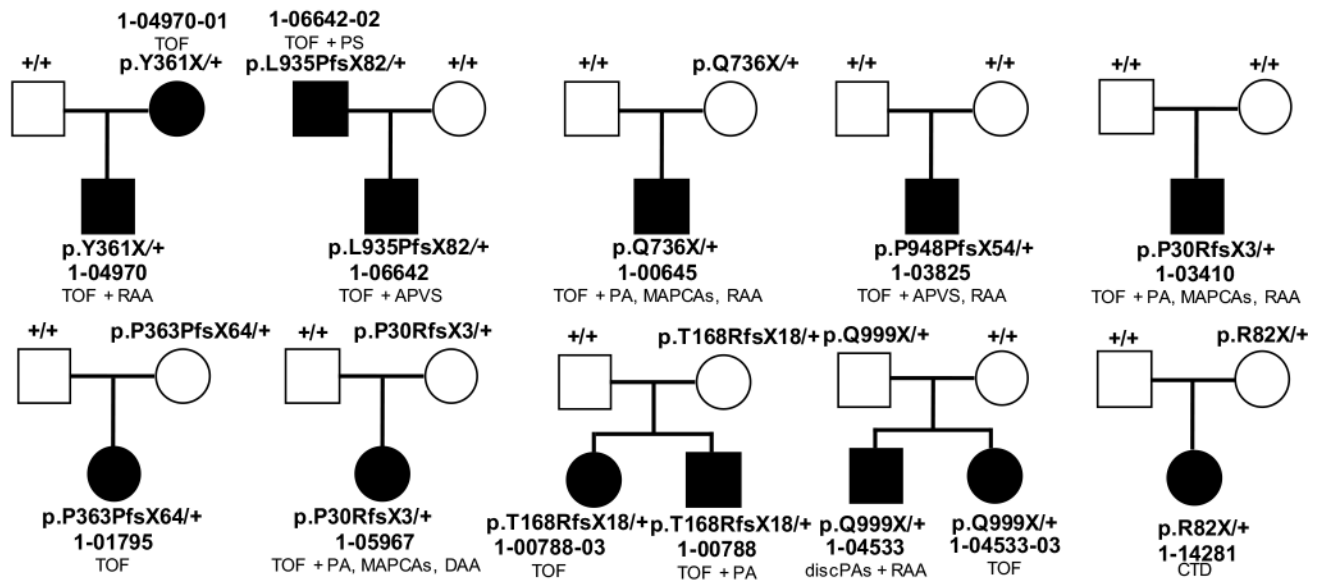 1-04970-01
TOF
+/+ p.Y361X/+
p.Y361X/+
1-04970
TOF + RAA
1-06642-02
TOF + PS
p.L935PfsX82/+ +/+
p.L935PfsX82/+
1-06642
TOF + APVS
+/+ p.Q736X/+
p.Q736X/+
1-00645
TOF + PA, MAPCAs, RAA
+/+ +/+
p.P948PfsX54/+
1-03825
TOF + APVS, RAA
+/+ +/+
p.P30RfsX3/+
1-03410
TOF + PA, MAPCAs, RAA
+/+ p.P363PfsX64/+
p.P363PfsX64/+
1-01795
TOF
+/+ p.P30RfsX3/+
p.P30RfsX3/+
1-05967
TOF + PA, MAPCAs, DAA
+/+ p.T168RfsX18/+
p.T168RfsX18/+
1-00788-03
TOF
p.T168RfsX18/+
1-00788
TOF + PA
p.Q999X/+ +/+
p.Q999X/+
1-04533
discPAs + RAA
p.Q999X/+
1-04533-03
TOF
+/+ p.R82X/+
p.R82X/+
1-14281
CTD